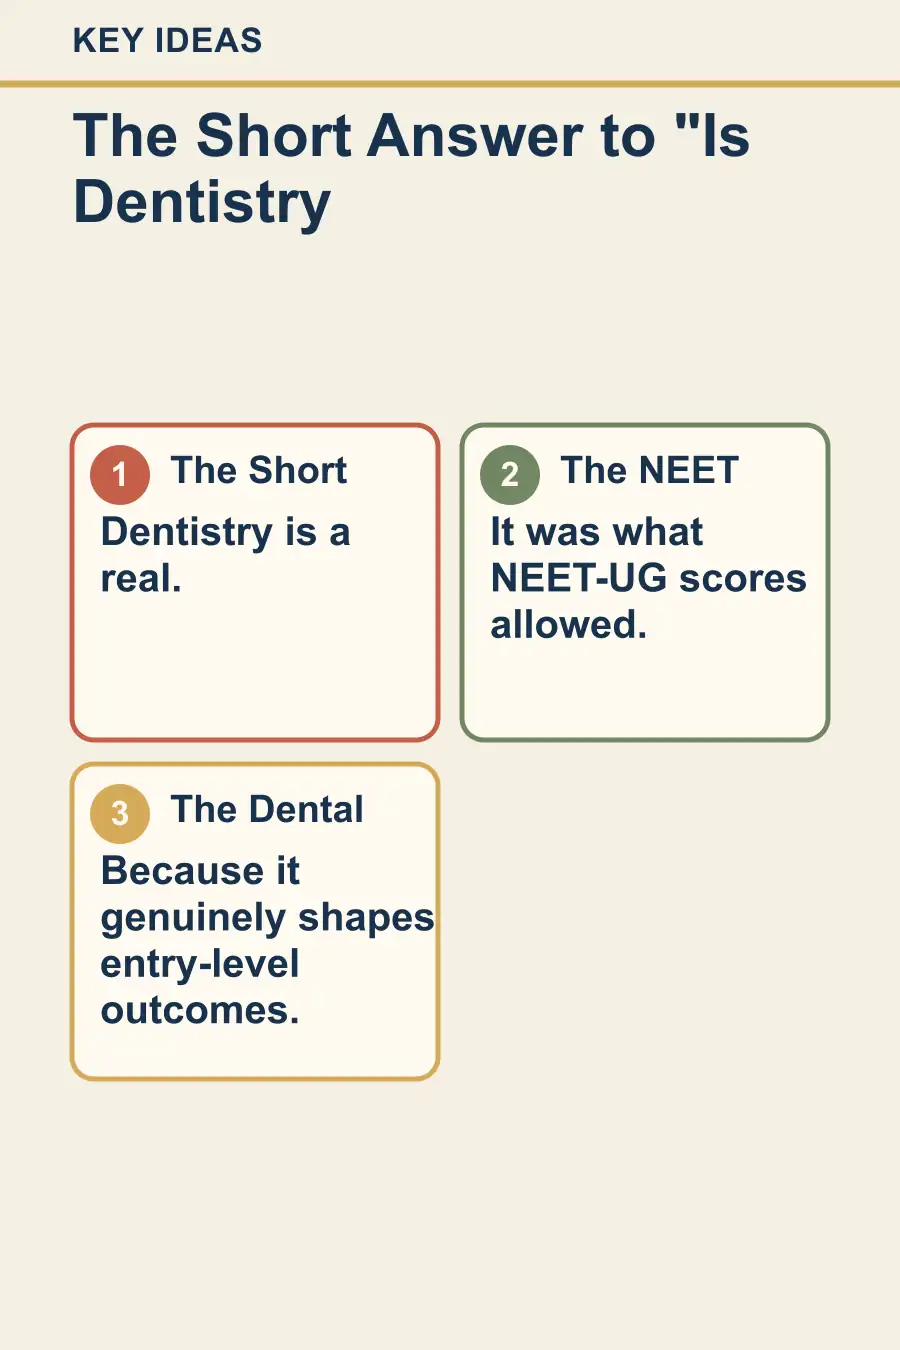 KEY IDEAS
The Short Answer to "Is
Dentistry
1 The Short
Dentistry is a
real.
2 The NEET
It was what
NEET-UG scores
allowed.
3 The Dental
Because it
genuinely shapes
entry-level
outcomes.